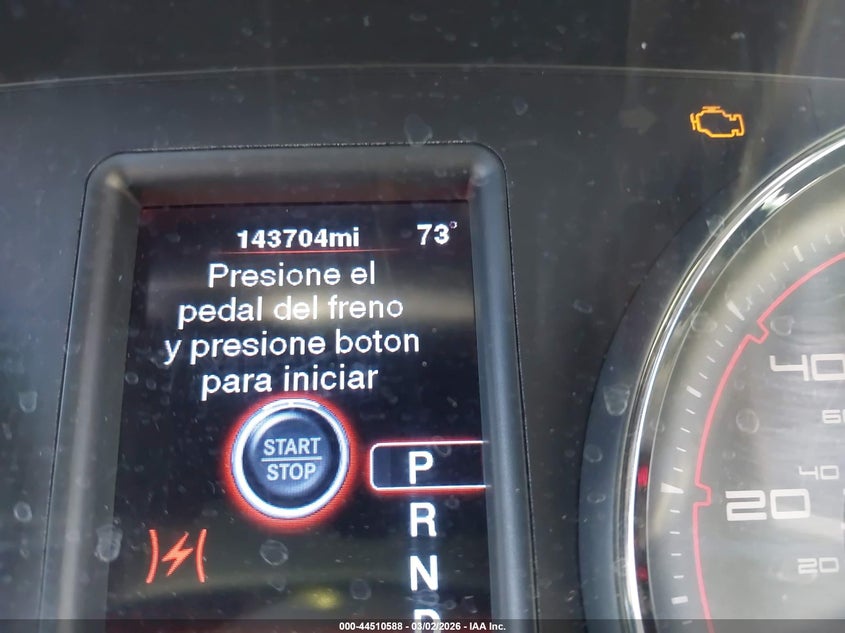 143704mi 73°
Presione el
pedal del freno
y presione boton
para iniciar
START
STOP
P
R
N
40
60
40
20
20
000-44510588 - 03/02/2026 - IAA Inc.